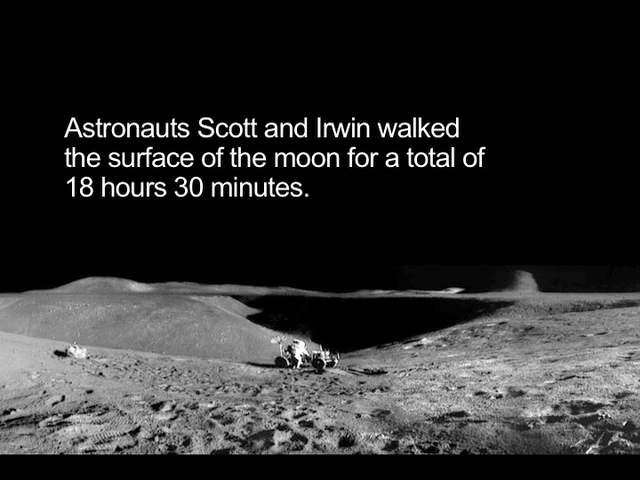 Astronauts Scott and Irwin walked
the surface of the moon for a total of
18 hours 30 minutes.